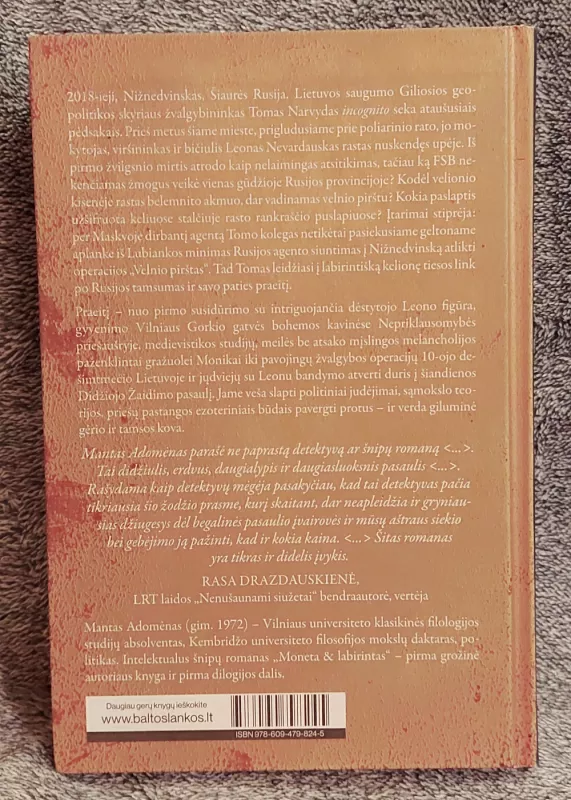 2018-ieji, Nižnedvinskas, Šiaurės Rusija. Lietuvos saugumo Giliosios geo-
politikos skyriaus žvalgybininkas Tomas Narvydas incognito seka ataušusiais
pėdsakais. Prieš metus šiame mieste, prigludusiame prie poliarinio rato, jo mo-
kytojas, viršininkas ir bičiulis Leonas Nevardauskas rastas nuskendęs upėje. Iš
pirmo žvilgsnio mirtis atrodo kaip nelaimingas atsitikimas, tačiau ką FSB ne-
kenčiamas žmogus veikė vienas gūdžioje Rusijos provincijoje? Kodėl velionio
kišenėje rastas belemnito akmuo, dar vadinamas velnio pirštu? Kokia paslaptis
užšifruota keliuose stalčiuje rasto rankraščio puslapiuose? Įtarimai stiprėja:
per Maskvoje dirbantį agentą Tomo kolegas netikėtai pasiekusiame geltoname
aplanke iš Lubiankos minimas Rusijos agento siuntimas į Nižnedvinską atlikti
operacijos „Velnio pirštas“. Tad Tomas leidžiasi į labirintišką kelionę tiesos link
po Rusijos tamsumas ir savo paties praeitį.
Praeitį – nuo pirmo susidūrimo su intriguojančia dėstytojo Leono figūra,
gyvenimo Vilniaus Gorkio gatvės bohemos kavinėse Nepriklausomybės
priešaušryje, medievistikos studijų, meilės be atsako mįslingos melancholijos
paženklintai gražuolei Monikai iki pavojingų žvalgybos operacijų 10-ojo de-
šimtmečio Lietuvoje ir jųdviejų su Leonu bandymo atverti duris į šiandienos
Didžiojo Žaidimo pasaulį. Jame veša slapti politiniai judėjimai, sąmokslo teo-
rijos, priešų pastangos ezoteriniais būdais pavergti protus – ir verda giluminė
gėrio ir tamsos kova.
Mantas Adomėnas parašė ne paprastą detektyvą ar šnipų romaną <...>.
Tai didžiulis, erdvus, daugialypis ir daugiasluoksnis pasaulis <...>.
Rašydama kaip detektyvų mėgėja pasakyčiau, kad tai detektyvas pačia
tikriausia šio žodžio prasme, kurį skaitant, dar neapleidžia ir gryniau-
sias džiugesys dėl begalinės pasaulio įvairovės ir mūsų aštraus siekio
bei gebėjimo ją pažinti, kad ir kokia kaina. <...> Šitas romanas
yra tikras ir didelis įvykis.
RASA DRAZDAUSKIENĖ,
LRT laidos „Nenušaunami siužetai“ bendraautorė, vertėja
Mantas Adomėnas (gim. 1972) – Vilniaus universiteto klasikinės filologijos
studijų absolventas, Kembridžo universiteto filosofijos mokslų daktaras, po-
litikas. Intelektualus šnipų romanas „Moneta & labirintas“ – pirma grožinė
autoriaus knyga ir pirma dilogijos dalis.
Daugiau gerų knygų ieškokite
www.baltoslankos.lt
ISBN 978-609-479-824-5